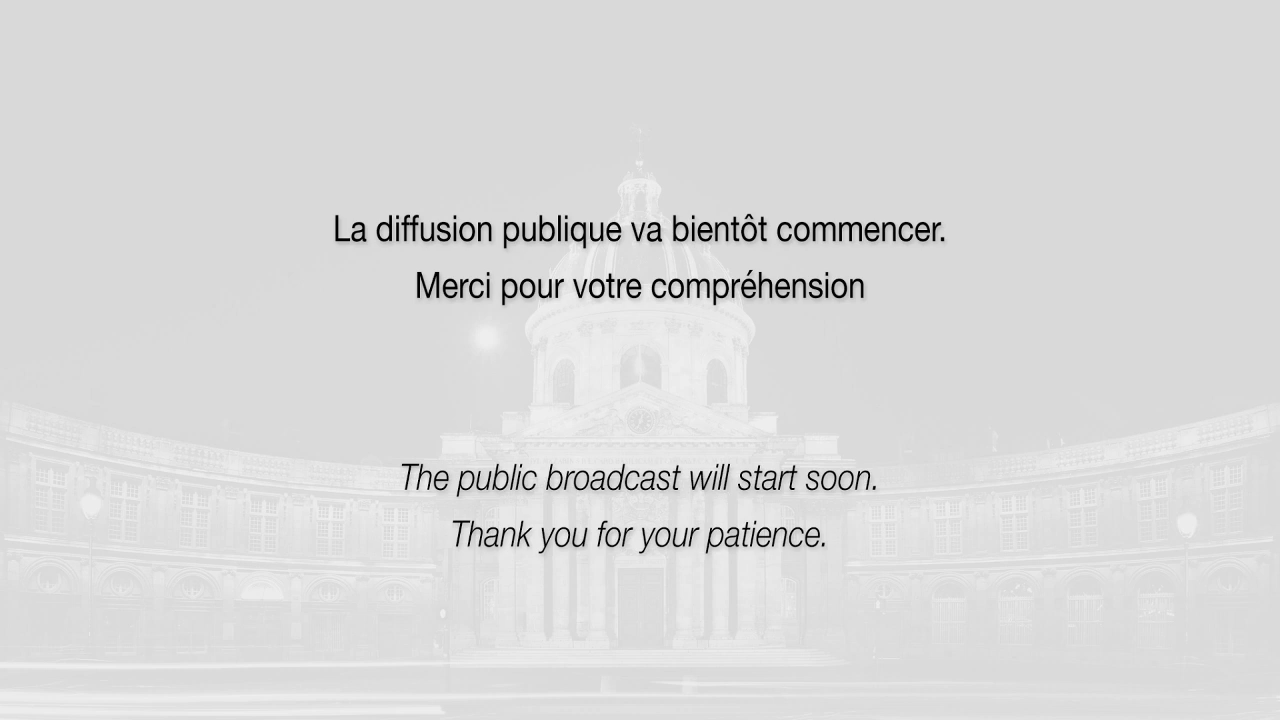 La diffusion publique va bientôt commencer.
Merci pour votre compréhension
The public broadcast will start soon.
Thank you for your patience.